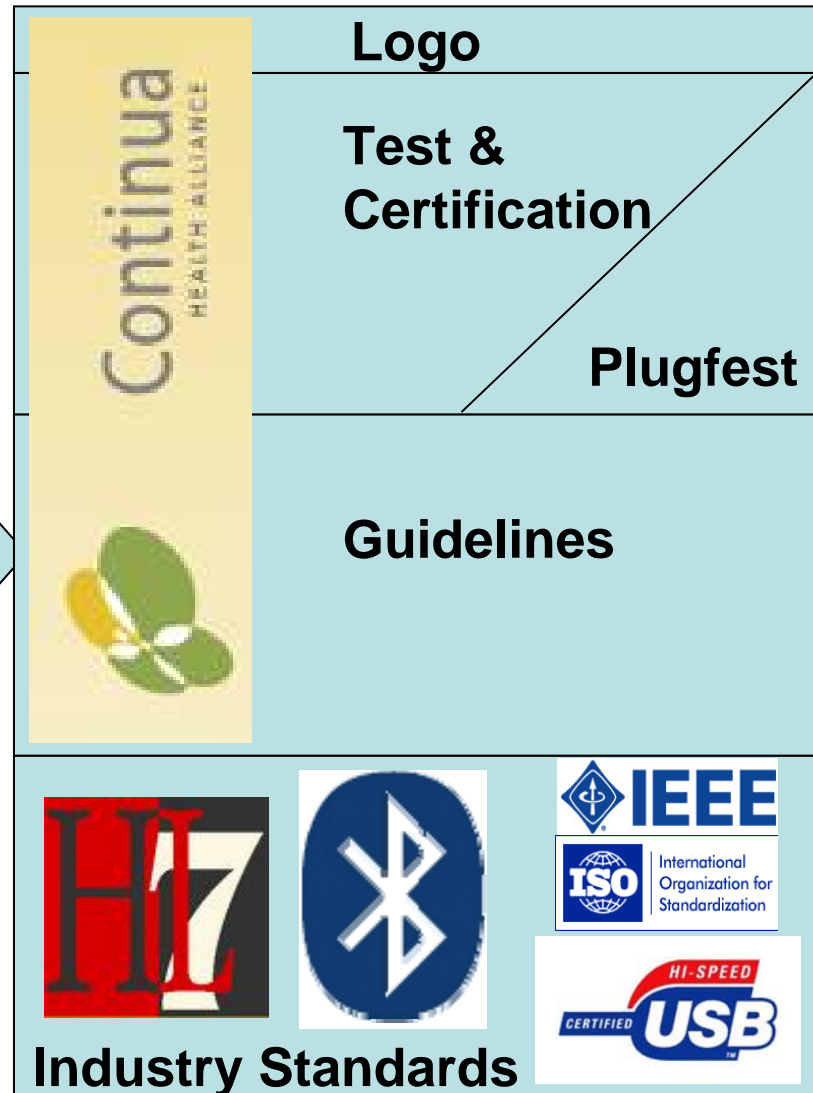 Logo
Continua
HEALTH ALLIANCE
Test &
Certification
Plugfest
Guidelines
HL7
IEEE
ISO
International
Organization for
Standardization
HI-SPEED
CERTIFIED USB
TM
Industry Standards